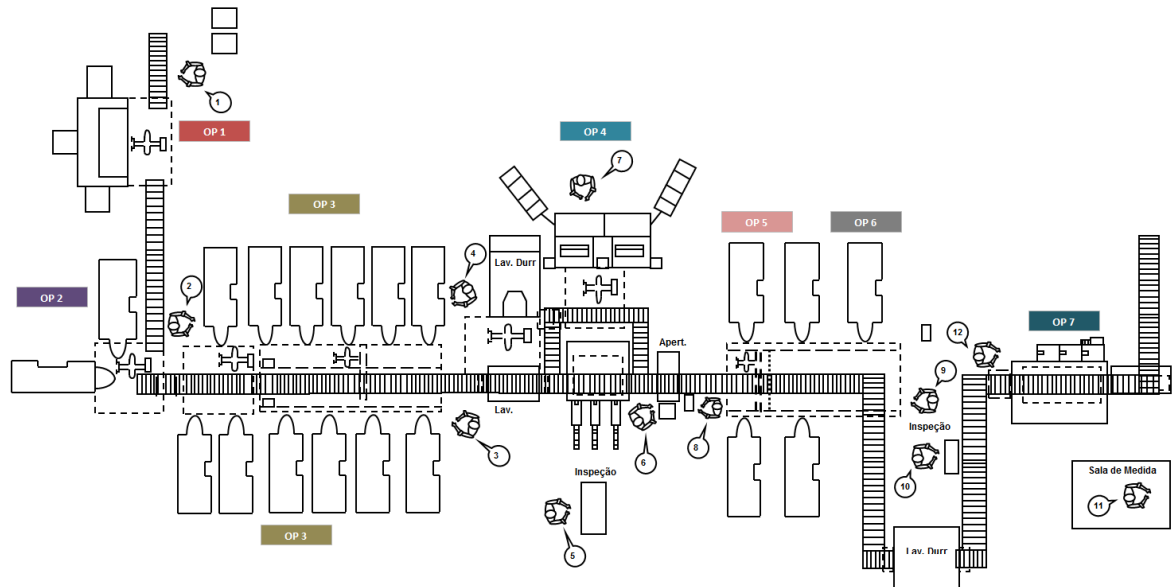 1
OP 1
OP 4
7
OP 3
OP 5
OP 6
4
Lav. Durr
2
OP 2
OP 7
12
Apert.
9
Lav.
8
6
3
Inspeção
10
Inspeção
5
Sala de Medida
11
Lav. Durr
OP 3